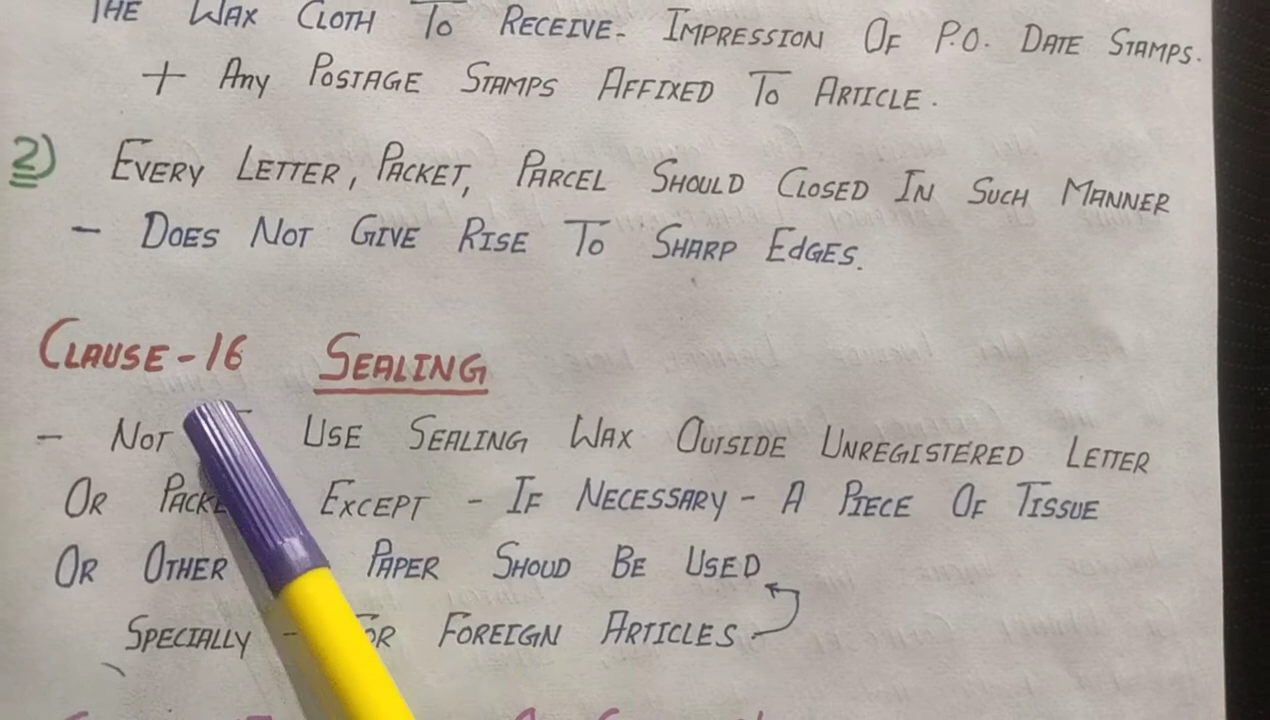 THE WAX CLOTH TO RECEIVE- IMPRESSION OF P.O. DATE STAMPS.
+ Any POSTAGE STAMPS AFFIXED TO ARTICLE.
2) EVERY LETTER, PACKET, PARCEL SHOULD CLOSED IN SUCH MANNER
- DOES NOT GIVE RISE TO SHARP EdGES.
CLAUSE-16 SEALING
- NOT USE SEALING WAX OUTSIDE UNREGISTERED LETTER
OR EXCEPT - IF NECESSARY - A PIECE OF TISSUE
OR OTHER PAPER SHOUD BE USED
SPECIALLY - FOR FOREIGN ARTICLES